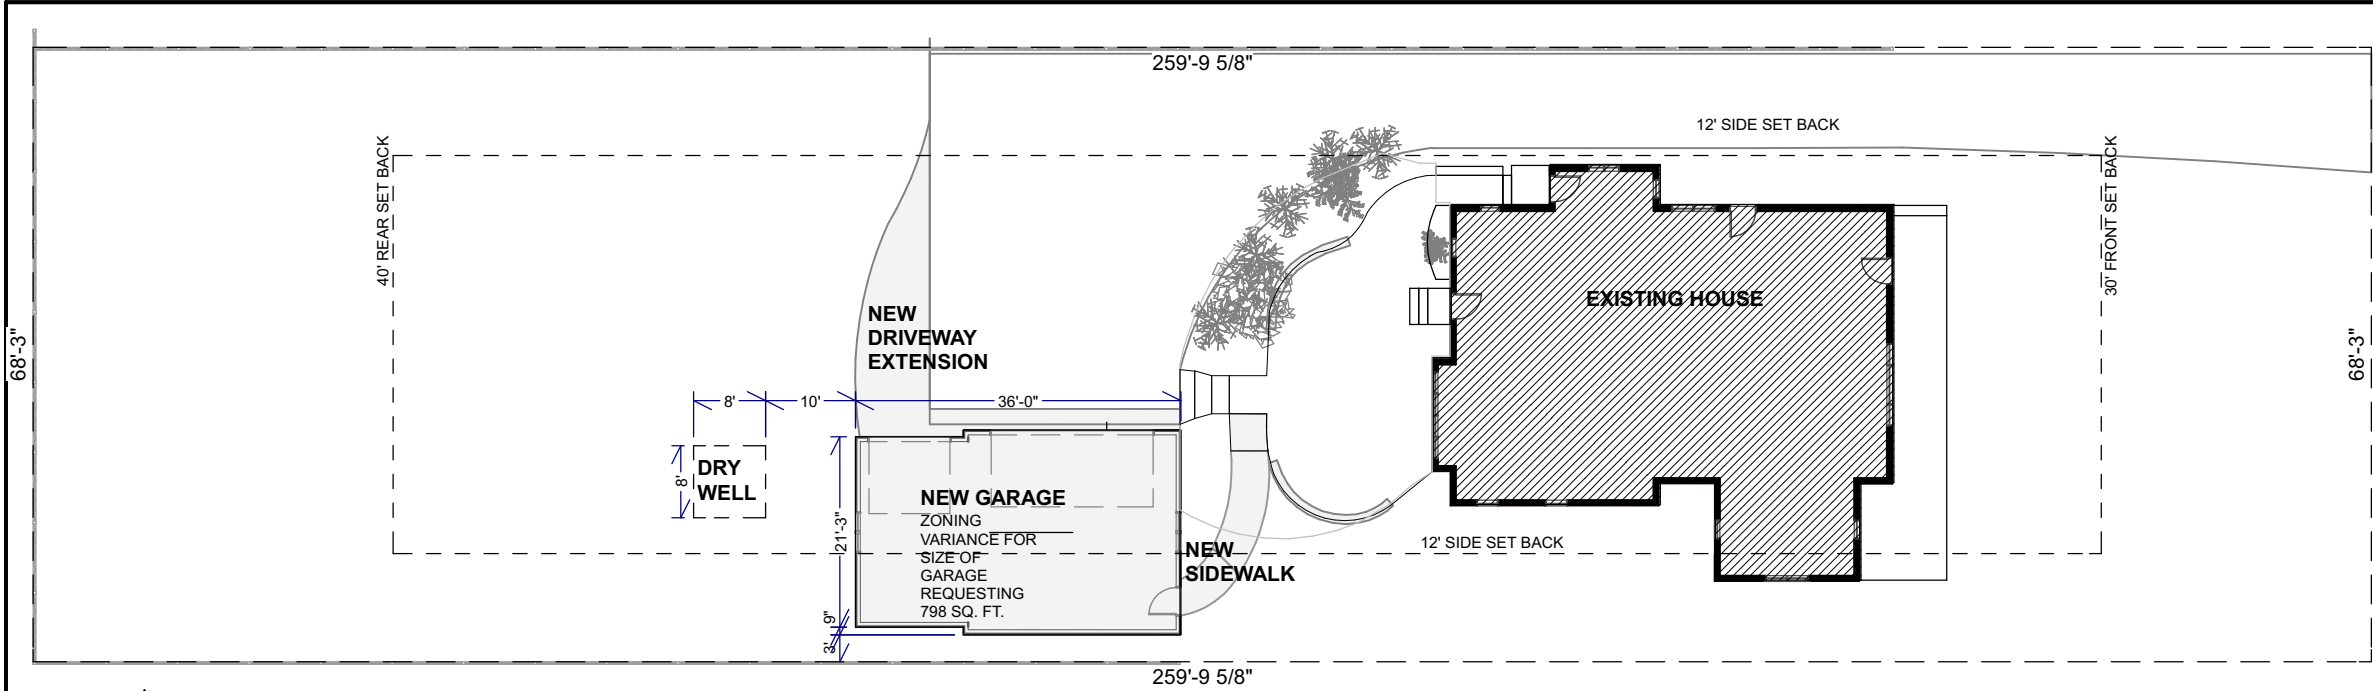 259'-9 5/8"
12' SIDE SET BACK
40' REAR SET BACK
30' FRONT SET BACK
EXISTING HOUSE
NEW
DRIVEWAY
EXTENSION
68'-3"
68'-3"
8'
10'
36'-0"
8'
DRY
WELL
21'-3"
NEW GARAGE
ZONING
VARIANCE FOR
SIZE OF
GARAGE
REQUESTING
798 SQ. FT.
NEW
SIDEWALK
12' SIDE SET BACK
9"
3'
259'-9 5/8"